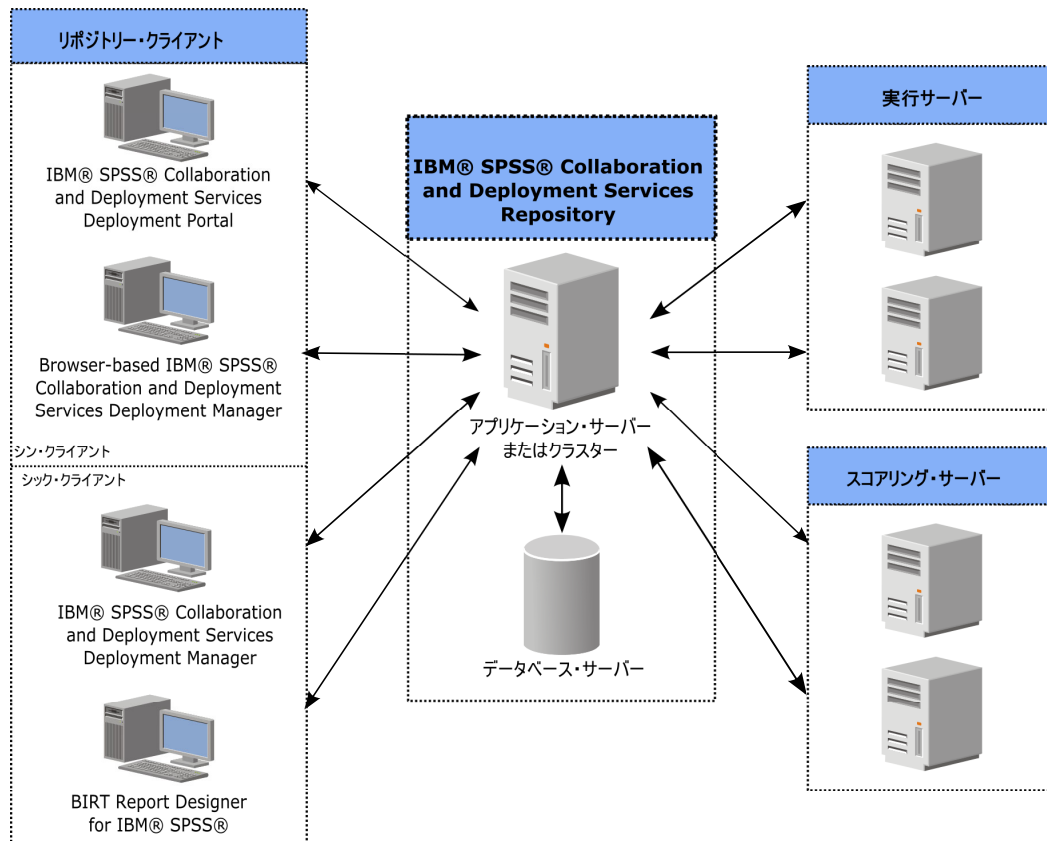 リポジトリー・クライアント
IBM® SPSS® Collaboration
and Deployment Services
Deployment Portal
Browser-based IBM® SPSS®
Collaboration and Deployment
Services Deployment Manager
シン・クライアント
シック・クライアント
IBM® SPSS® Collaboration
and Deployment Services
Deployment Manager
BIRT Report Designer
for IBM® SPSS®
IBM® SPSS® Collaboration
and Deployment Services
Repository
アプリケーション・サーバー
またはクラスター
データベース・サーバー
実行サーバー
スコアリング・サーバー